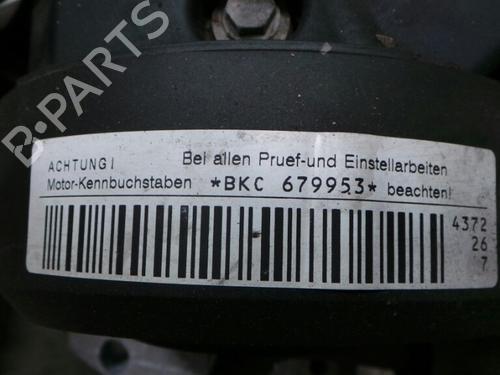 B-PARTS
ACHTUNG! Bei allen Pruef-und Einstellarbeiten
Motor-Kennbuchstaben *BKC 679953* beachten!
4372
26
7